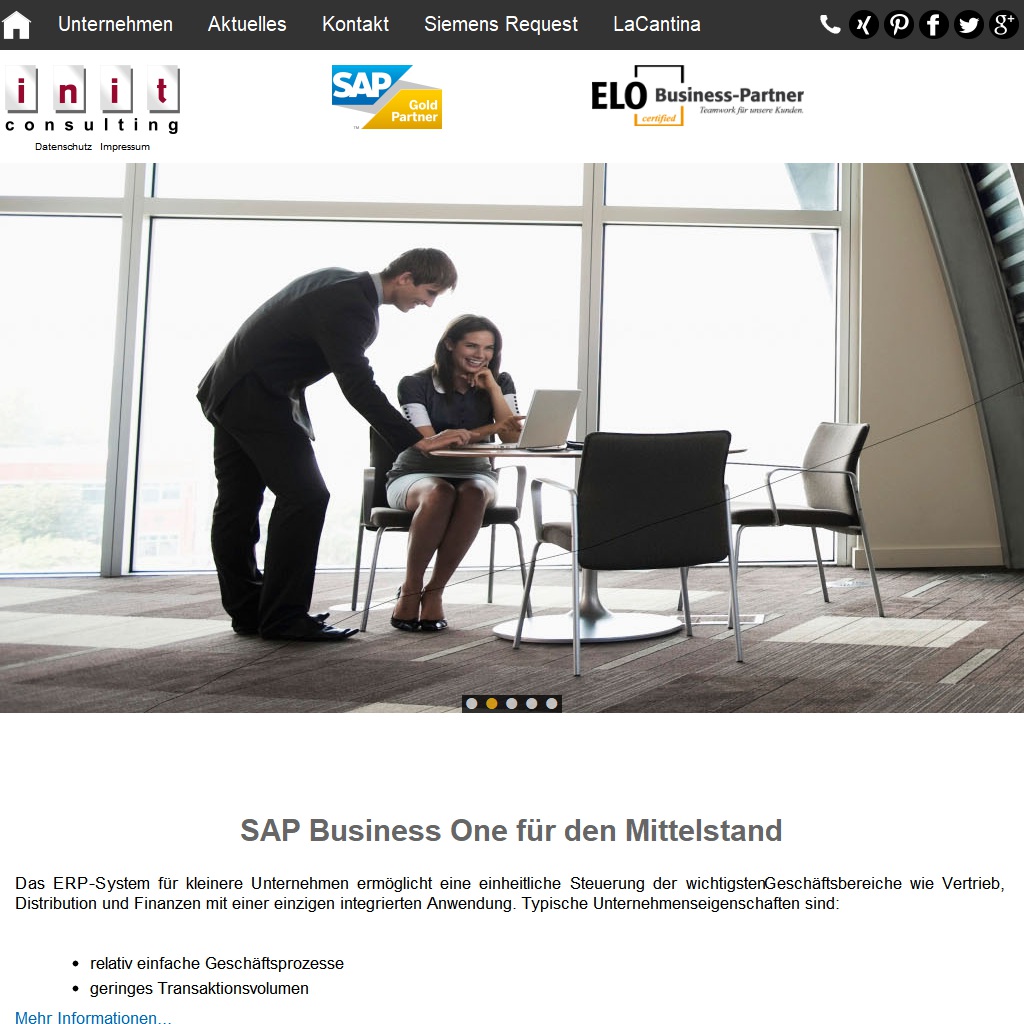 Unternehmen Aktuelles Kontakt Siemens Request LaCantina
init
consulting
Datenschutz Impressum
SAP
Gold
Partner
TM
ELO Business-Partner
Teamwork für unsere Kunden.
certified
SAP Business One für den Mittelstand
Das ERP-System für kleinere Unternehmen ermöglicht eine einheitliche Steuerung der wichtigstenGeschäftsbereiche wie Vertrieb,
Distribution und Finanzen mit einer einzigen integrierten Anwendung. Typische Unternehmenseigenschaften sind:
• relativ einfache Geschäftsprozesse
• geringes Transaktionsvolumen
Mehr Informationen...